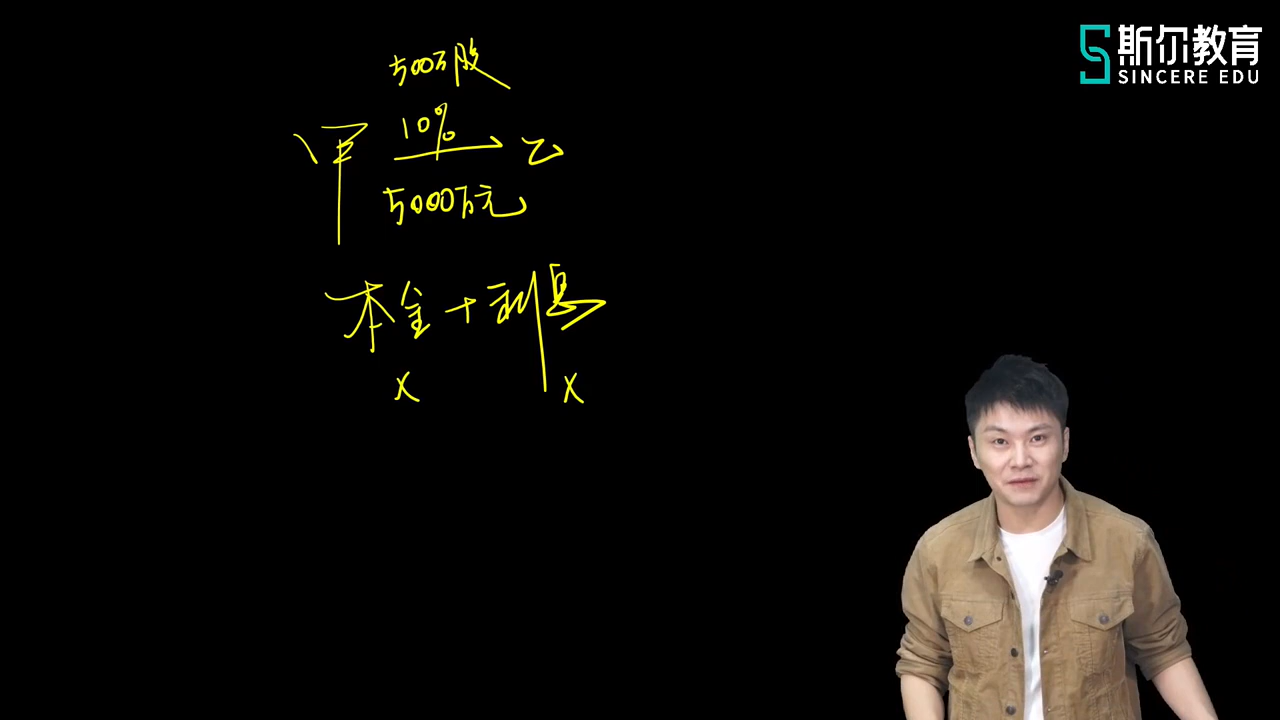 斯尔教育
SINCERE EDU
500万股
甲 10% 乙
5000万元
本金+利息
x x